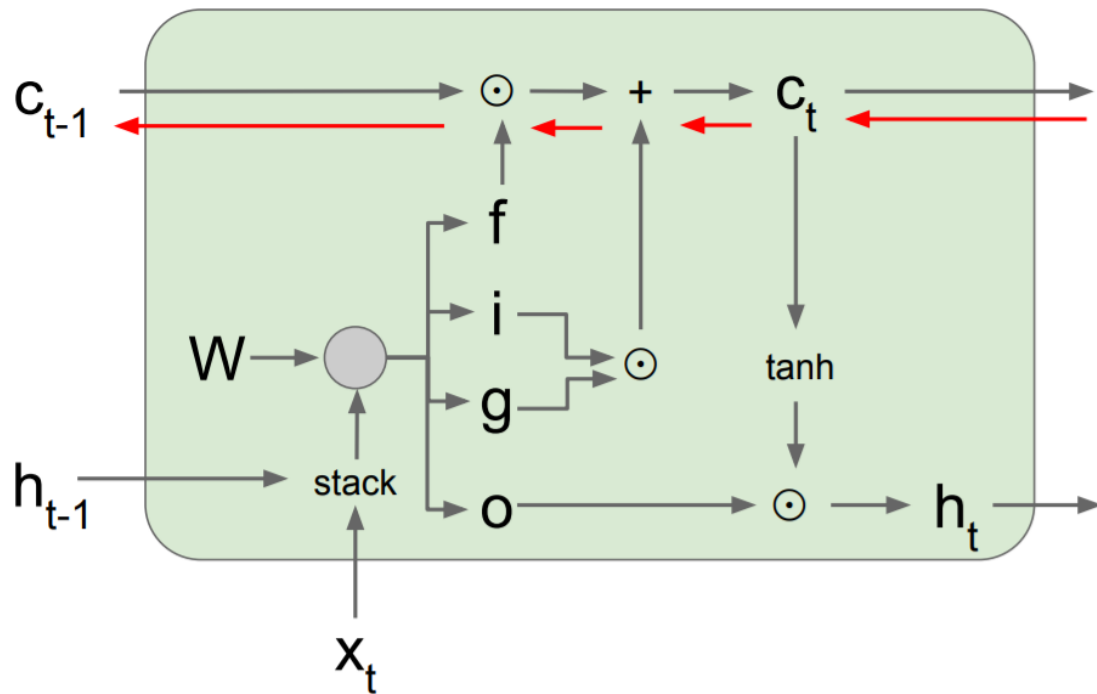 c_{t-1} ⊙ + c_t
f
i
W ⊙ tanh
g
h_{t-1} stack o ⊙ h_t
x_t